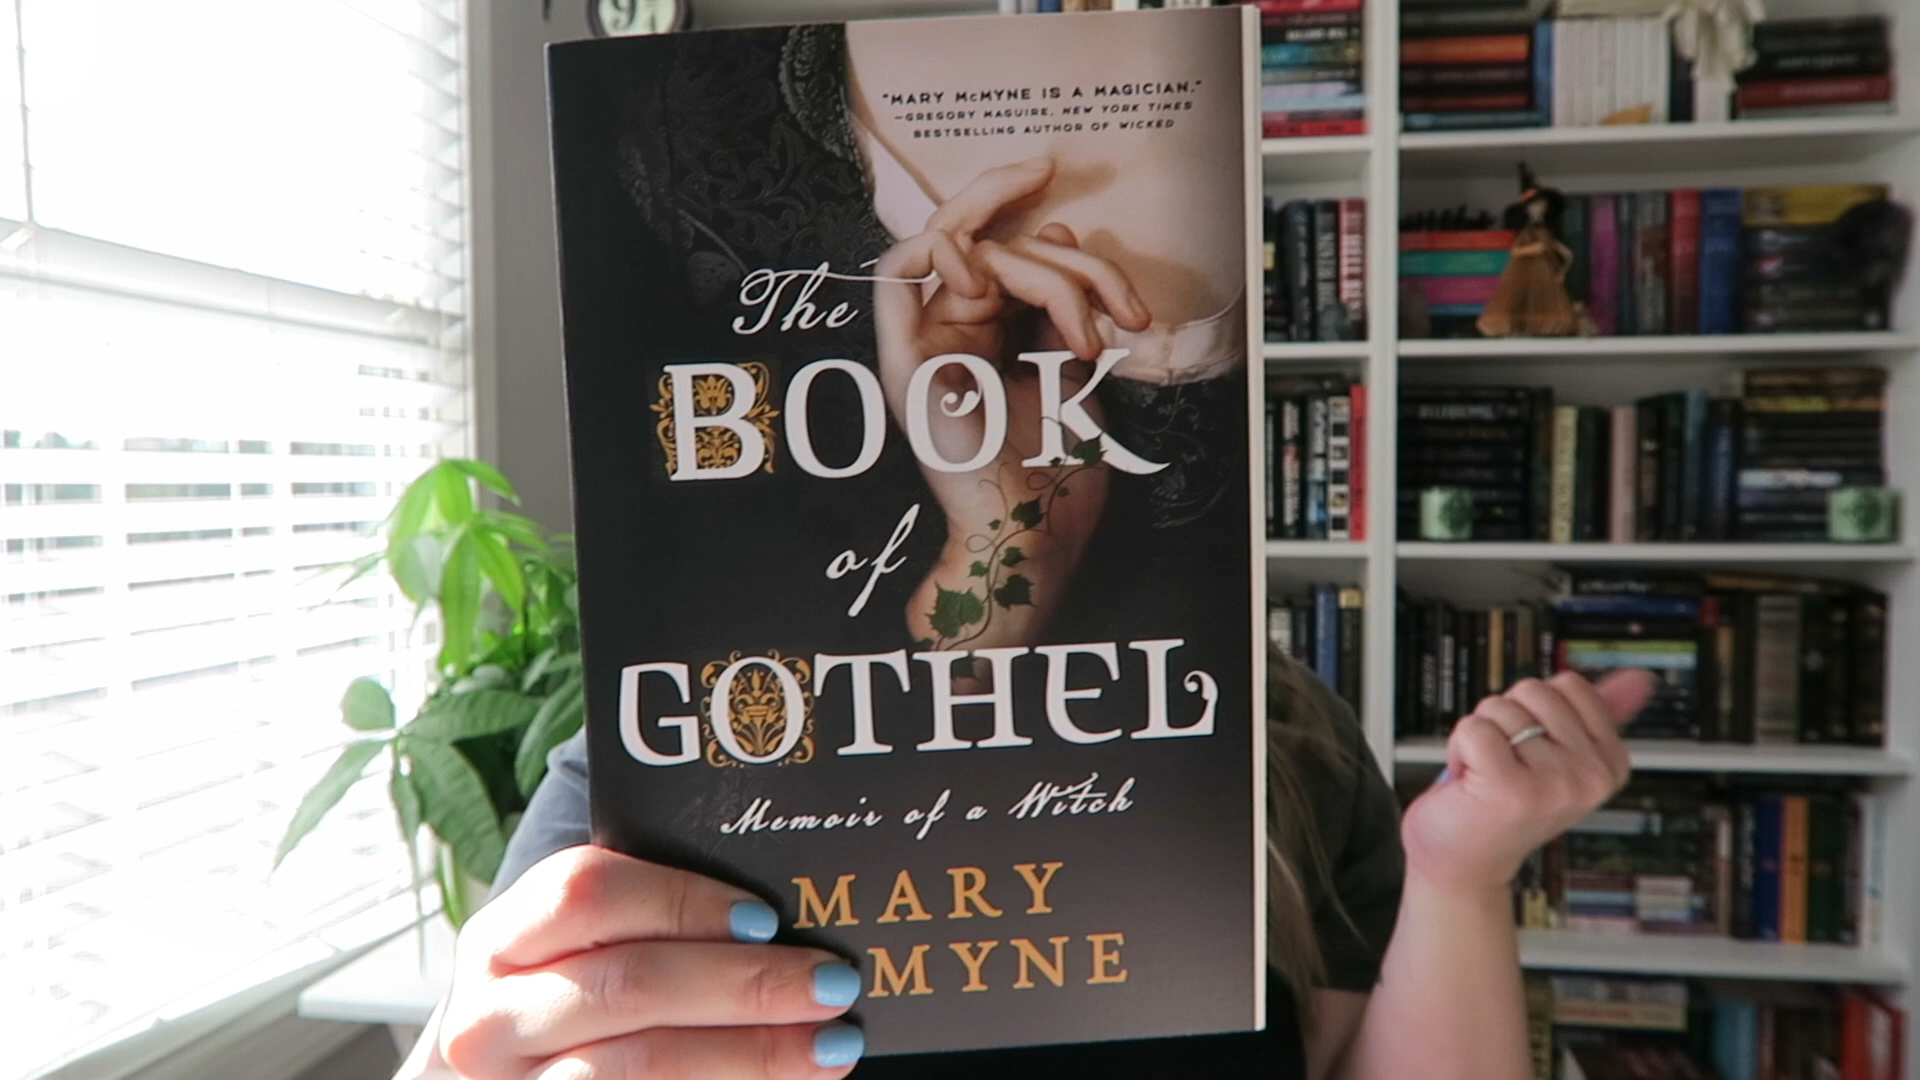 "MARY McMYNE IS A MAGICIAN."
—GREGORY MAGUIRE, NEW YORK TIMES
BESTSELLING AUTHOR OF WICKED
The
BOOK
of
GOTHEL
Memoir of a Witch
MARY
MYNE